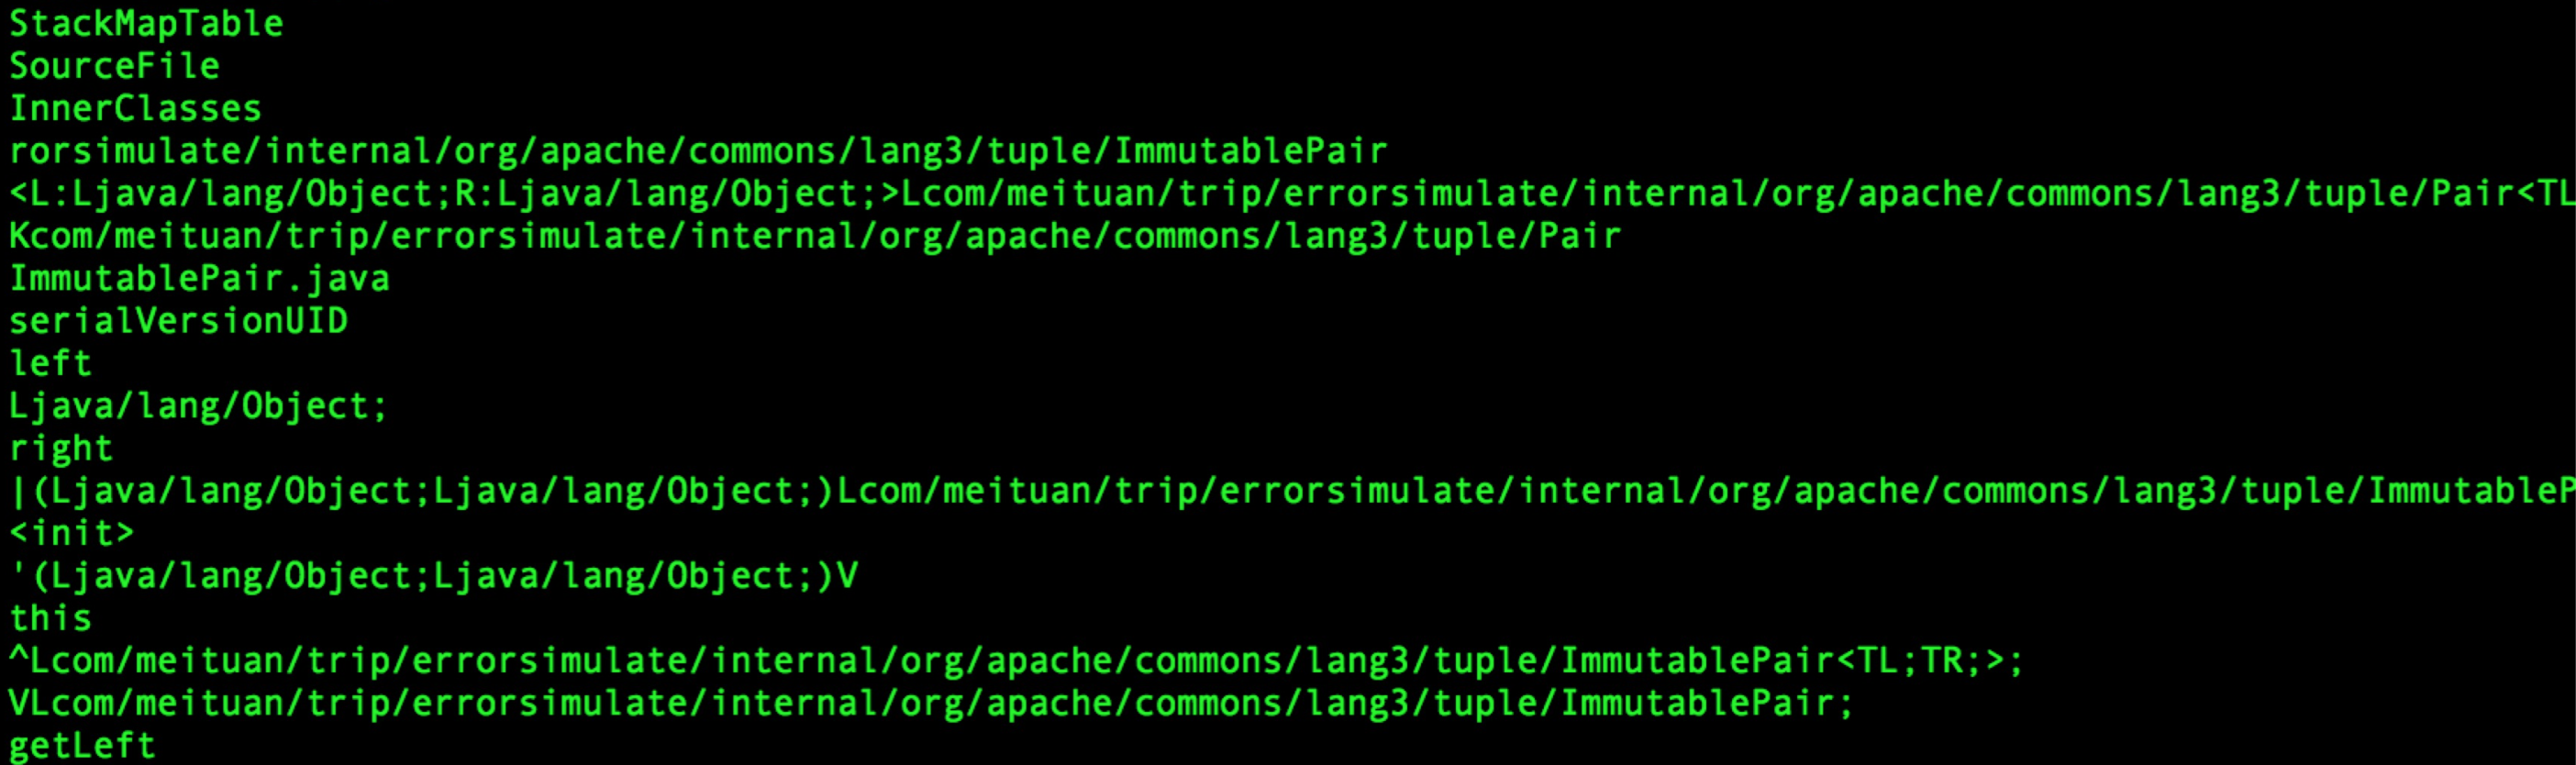 StackMapTable
SourceFile
InnerClasses
rorsimulate/internal/org/apache/commons/lang3/tuple/ImmutablePair
<L:Ljava/lang/Object;R:Ljava/lang/Object;>Lcom/meituan/trip/errorsimulate/internal/org/apache/commons/lang3/tuple/Pair<TL
Kcom/meituan/trip/errorsimulate/internal/org/apache/commons/lang3/tuple/Pair
ImmutablePair.java
serialVersionUID
left
Ljava/lang/Object;
right
|(Ljava/lang/Object;Ljava/lang/Object;)Lcom/meituan/trip/errorsimulate/internal/org/apache/commons/lang3/tuple/ImmutableP
<init>
'(Ljava/lang/Object;Ljava/lang/Object;)V
this
^Lcom/meituan/trip/errorsimulate/internal/org/apache/commons/lang3/tuple/ImmutablePair<TL;TR;>;
VLcom/meituan/trip/errorsimulate/internal/org/apache/commons/lang3/tuple/ImmutablePair;
getLeft